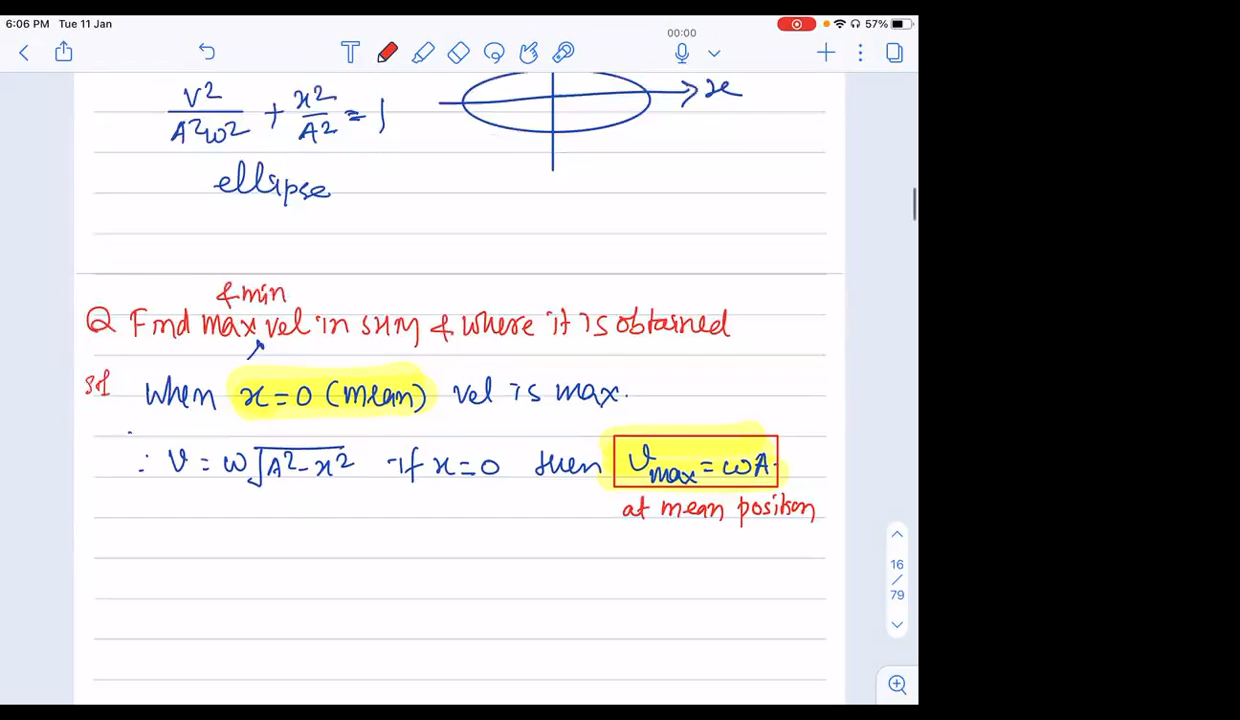 6:06 PM Tue 11 Jan
57%
00:00
T
V²/A²ω² + x²/A² = 1
x
ellipse
& min
Q Find max vel in SHM & where it is obtained
Sol When x=0 (mean) vel is max.
∴ V = ω√A²-x² if x=0 then Vmax = ωA.
at mean position
16
/
79